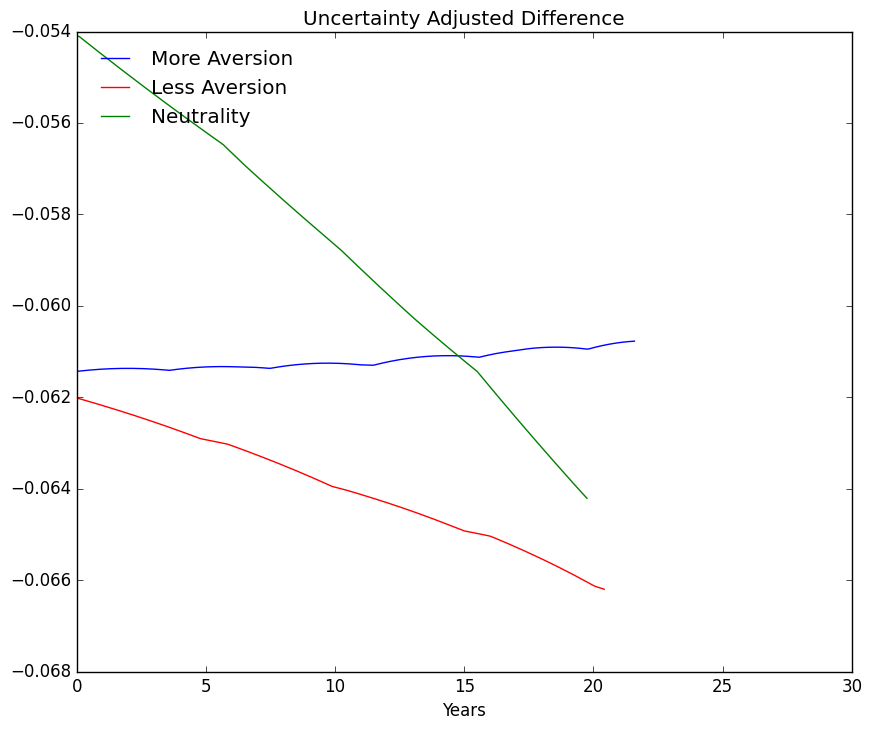 Uncertainty Adjusted Difference
−0.054
More Aversion
Less Aversion
Neutrality
−0.056
−0.058
−0.060
−0.062
−0.064
−0.066
−0.068
0 5 10 15 20 25 30
Years